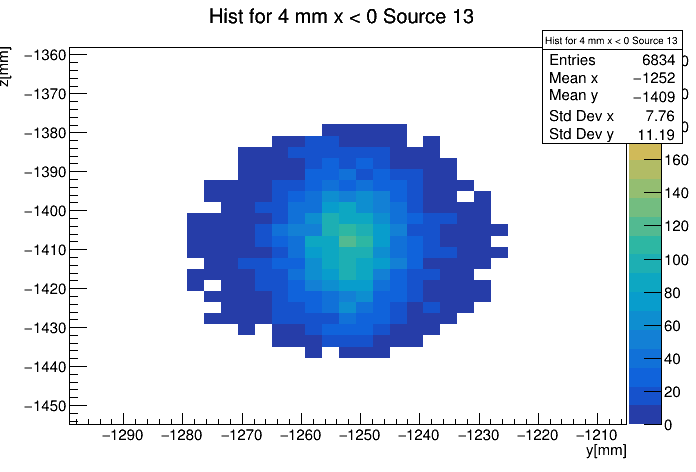 Hist for 4 mm x < 0 Source 13
z[mm]
−1360
−1370
−1380
−1390
−1400
−1410
−1420
−1430
−1440
−1450
Hist for 4 mm x < 0 Source 13
Entries 6834
Mean x −1252
Mean y −1409
Std Dev x 7.76
Std Dev y 11.19
160
140
120
100
80
60
40
20
0
−1290 −1280 −1270 −1260 −1250 −1240 −1230 −1220 −1210
y[mm]